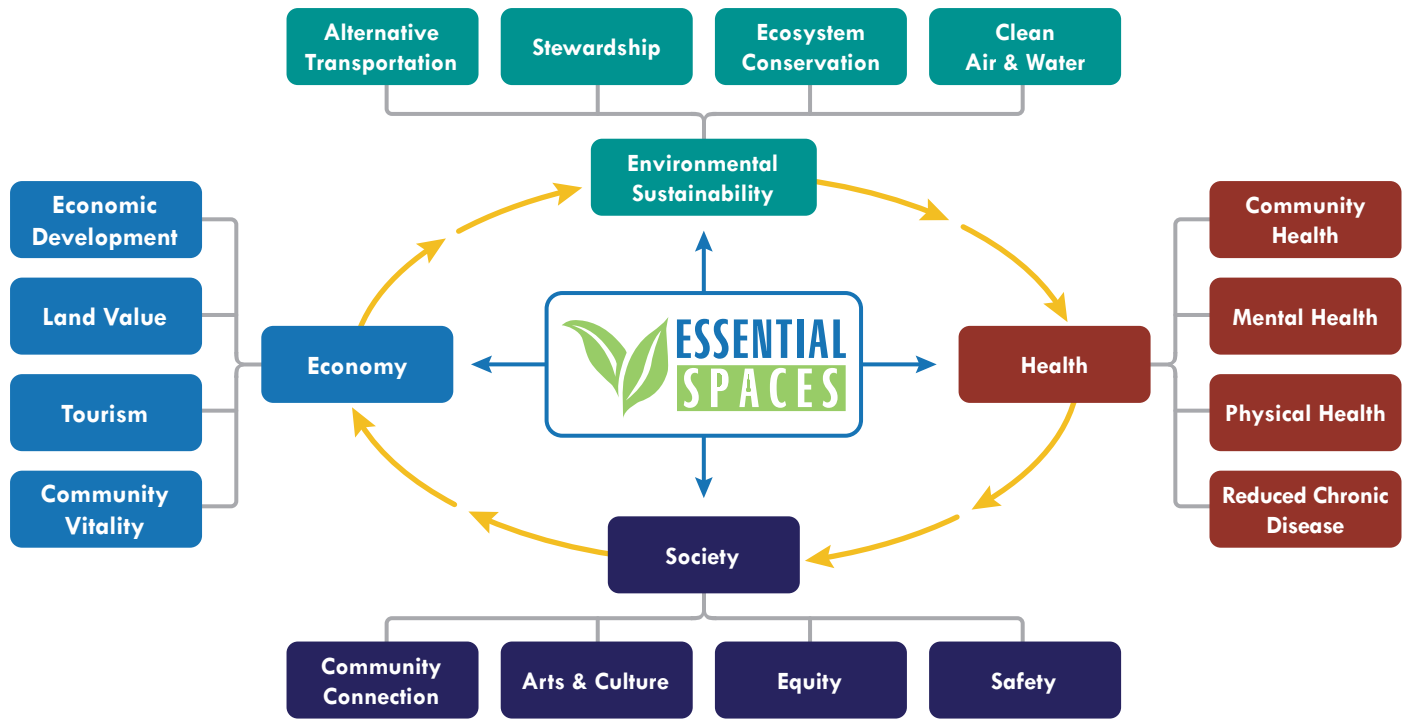 Alternative
Transportation
Stewardship
Ecosystem
Conservation
Clean
Air & Water
Environmental
Sustainability
Economic
Development
Land Value
Tourism
Community
Vitality
Economy
ESSENTIAL
SPACES
Health
Community
Health
Mental Health
Physical Health
Reduced Chronic
Disease
Society
Community
Connection
Arts & Culture
Equity
Safety